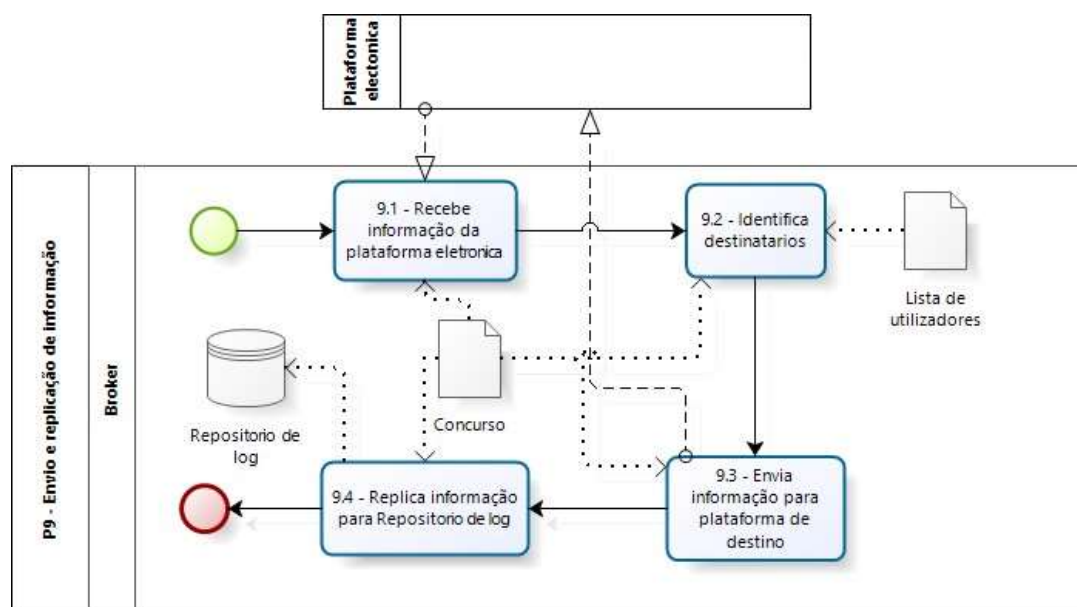 Plataforma
electonica
P9 - Envio e replicação de informação
Broker
9.1 - Recebe
informação da
plataforma eletronica
9.2 - Identifica
destinatarios
Lista de
utilizadores
Concurso
Repositorio de
log
9.4 - Replica informação
para Repositorio de log
9.3 - Envia
informação para
plataforma de
destino